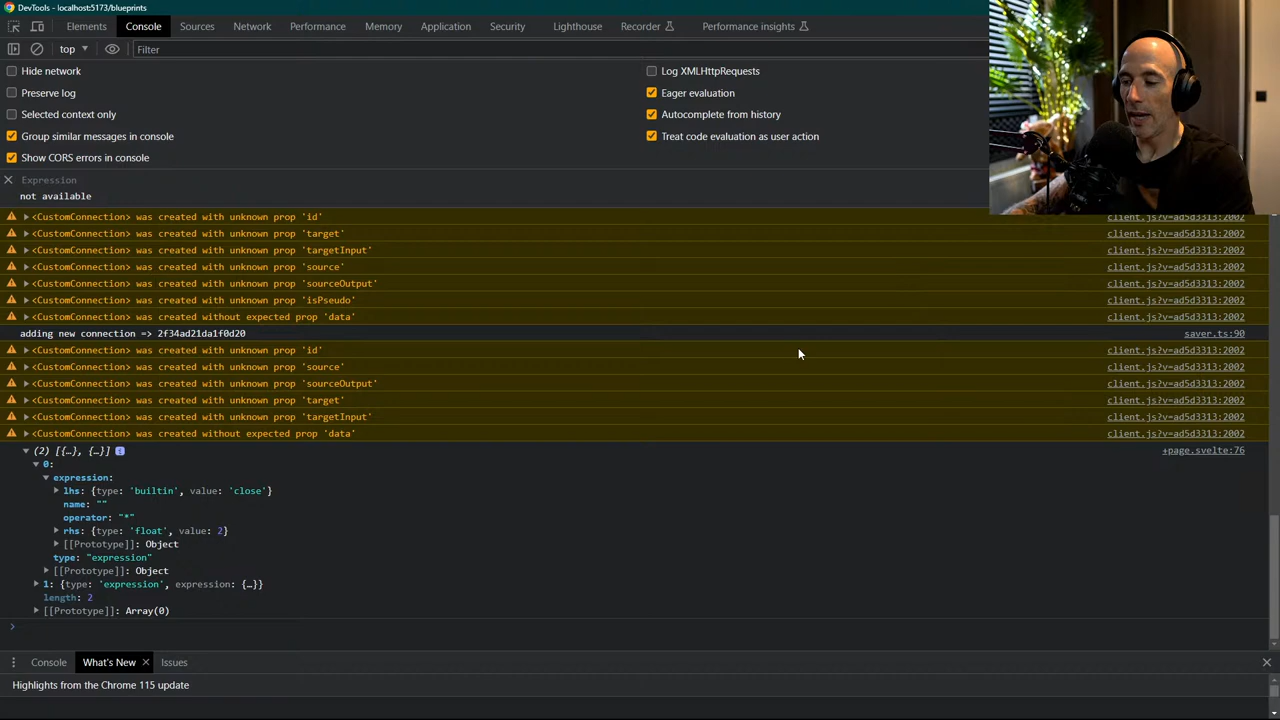 DevTools - localhost:5173/blueprints
Elements Console Sources Network Performance Memory Application Security Lighthouse Recorder Performance insights
top Filter
Hide network Log XMLHttpRequests
Preserve log Eager evaluation
Selected context only Autocomplete from history
Group similar messages in console Treat code evaluation as user action
Show CORS errors in console
Expression
not available
<CustomConnection> was created with unknown prop 'id' client.js?v=ad5d3313:2002
<CustomConnection> was created with unknown prop 'target' client.js?v=ad5d3313:2002
<CustomConnection> was created with unknown prop 'targetInput' client.js?v=ad5d3313:2002
<CustomConnection> was created with unknown prop 'source' client.js?v=ad5d3313:2002
<CustomConnection> was created with unknown prop 'sourceOutput' client.js?v=ad5d3313:2002
<CustomConnection> was created with unknown prop 'isPseudo' client.js?v=ad5d3313:2002
<CustomConnection> was created without expected prop 'data' client.js?v=ad5d3313:2002
adding new connection => 2f34ad21da1f0d20 saver.ts:90
<CustomConnection> was created with unknown prop 'id' client.js?v=ad5d3313:2002
<CustomConnection> was created with unknown prop 'source' client.js?v=ad5d3313:2002
<CustomConnection> was created with unknown prop 'sourceOutput' client.js?v=ad5d3313:2002
<CustomConnection> was created with unknown prop 'target' client.js?v=ad5d3313:2002
<CustomConnection> was created with unknown prop 'targetInput' client.js?v=ad5d3313:2002
<CustomConnection> was created without expected prop 'data' client.js?v=ad5d3313:2002
(2) [{…}, {…}] i +page.svelte:76
0:
expression:
lhs: {type: 'builtin', value: 'close'}
name: ""
operator: "*"
rhs: {type: 'float', value: 2}
[[Prototype]]: Object
type: "expression"
[[Prototype]]: Object
1: {type: 'expression', expression: {…}}
length: 2
[[Prototype]]: Array(0)
Console What's New Issues
Highlights from the Chrome 115 update